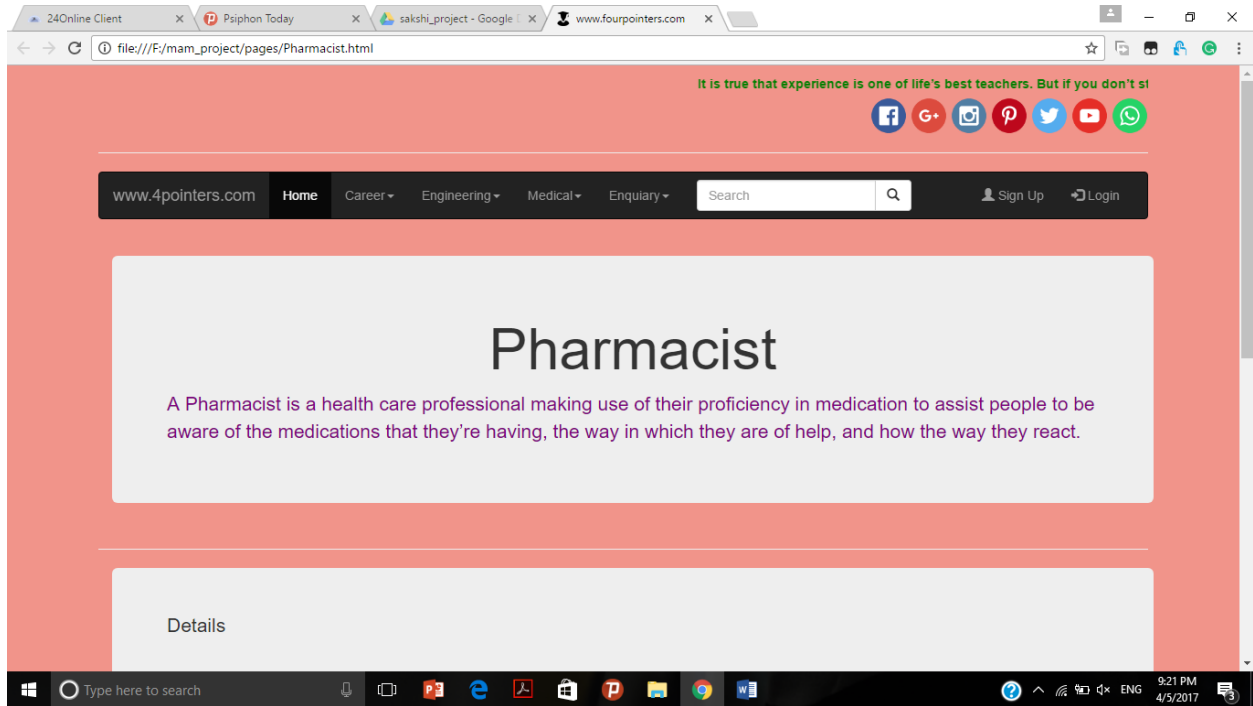 24Online Client
Psiphon Today
sakshi_project - Google
www.fourpointers.com
file:///F:/mam_project/pages/Pharmacist.html
It is true that experience is one of life's best teachers. But if you don't st
www.4pointers.com Home Career Engineering Medical Enquiary Search Sign Up Login
Pharmacist
A Pharmacist is a health care professional making use of their proficiency in medication to assist people to be
aware of the medications that they're having, the way in which they are of help, and how the way they react.
Details
Type here to search
ENG
9:21 PM
4/5/2017
3